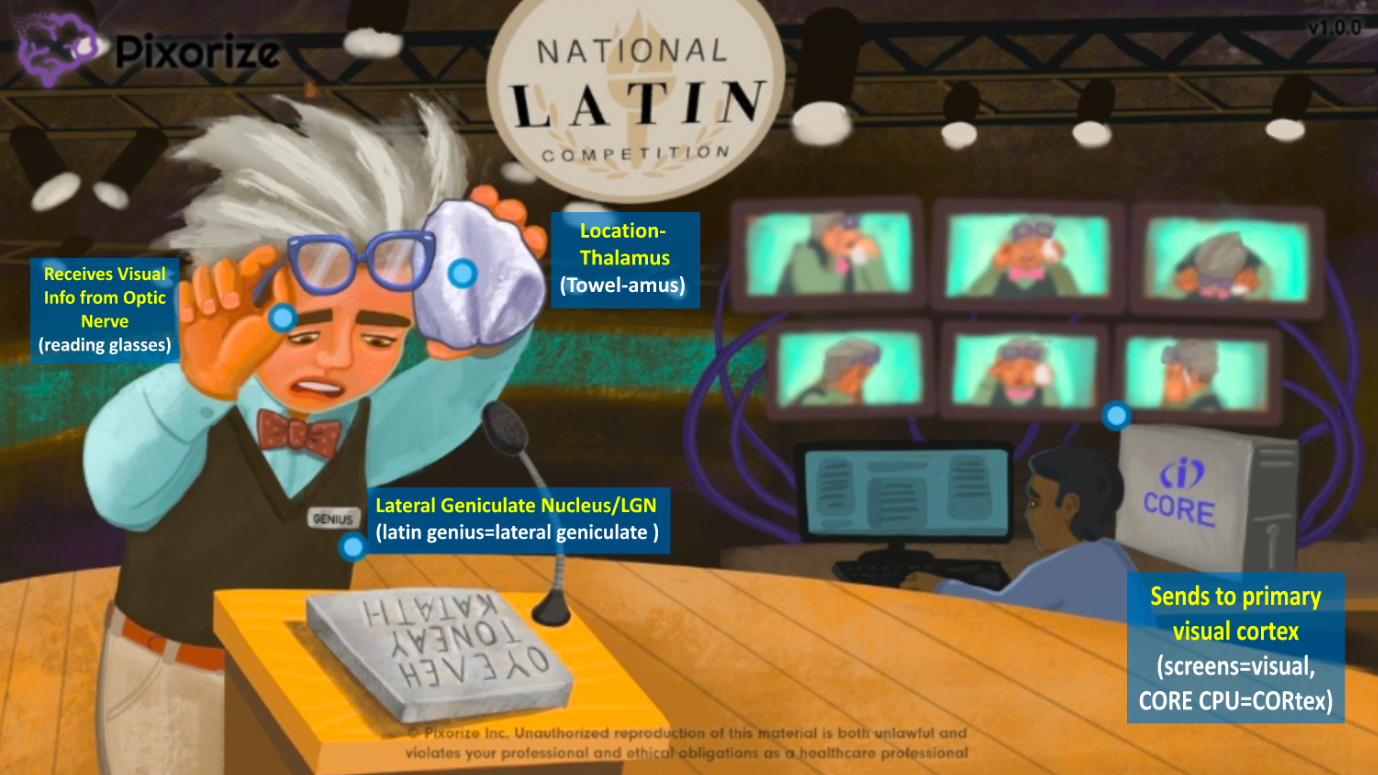 Pixorize
v1.0.0
NATIONAL
LATIN
COMPETITION
Location-
Thalamus
(Towel-amus)
Receives Visual
Info from Optic
Nerve
(reading glasses)
Lateral Geniculate Nucleus/LGN
(latin genius=lateral geniculate )
GENIUS
i
CORE
Sends to primary
visual cortex
(screens=visual,
CORE CPU=CORtex)
© Pixorize Inc. Unauthorized reproduction of this material is both unlawful and
violates your professional and ethical obligations as a healthcare professional